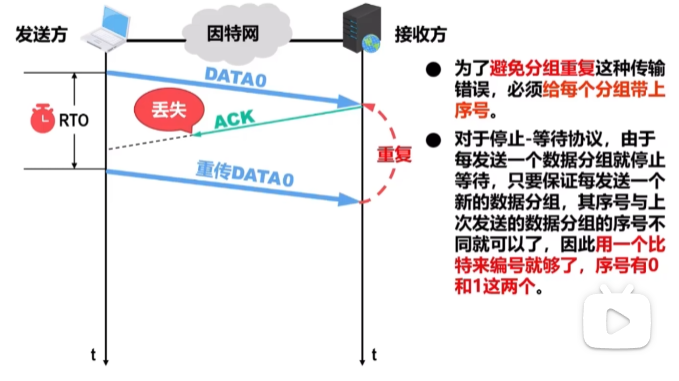 发送方
因特网
接收方
DATA0
丢失
ACK
RTO
重复
重传DATA0
t
t
● 为了避免分组重复这种传输
错误，必须给每个分组带上
序号。
● 对于停止-等待协议，由于
每发送一个数据分组就停止
等待，只要保证每发送一个
新的数据分组，其序号与上
次发送的数据分组的序号不
同就可以了，因此用一个比
特来编号就够了，序号有0
和1这两个。